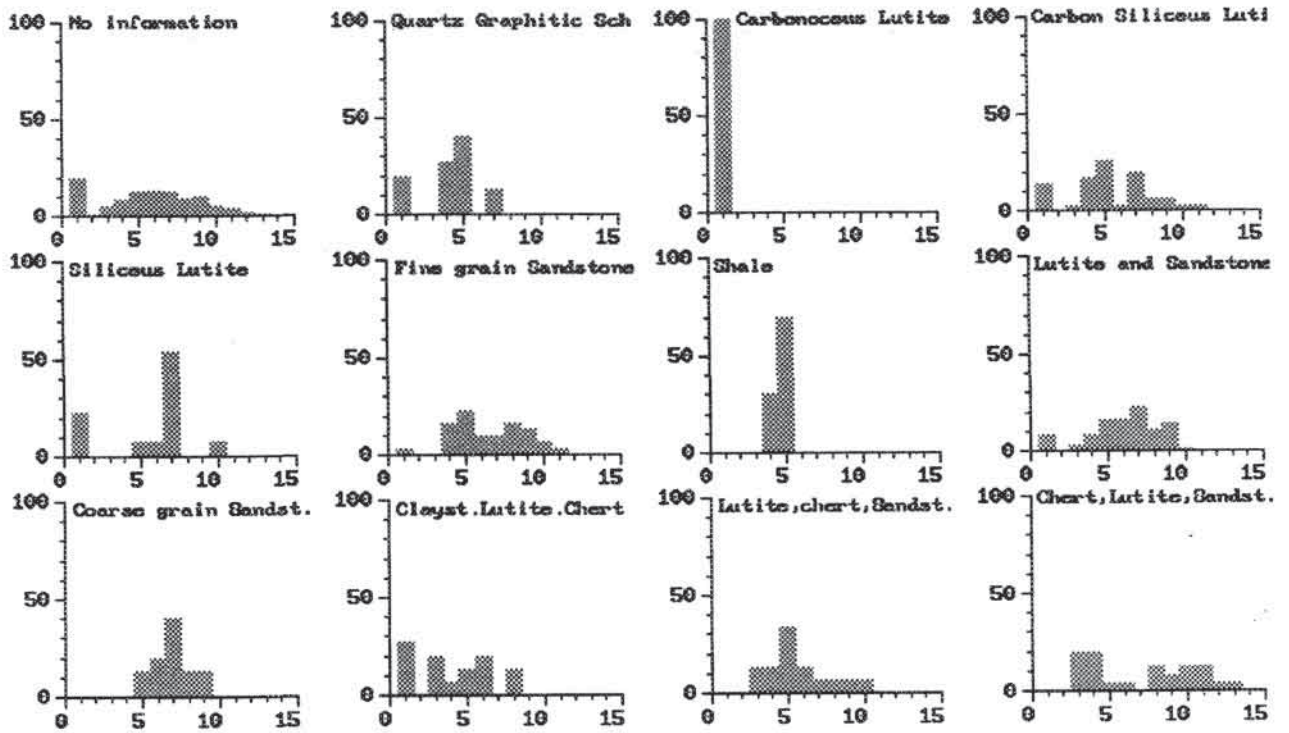 100 No information
100 Quartz Graphitic Sch
100 Carbonoceus Lutite
100 Carbon Siliceus Luti
50 50 50 50
0 0 0 0
0 5 10 15 0 5 10 15 0 5 10 15 0 5 10 15
100 Siliceus Lutite
100 Fine grain Sandstone
100 Shale
100 Lutite and Sandstone
50 50 50 50
0 0 0 0
0 5 10 15 0 5 10 15 0 5 10 15 0 5 10 15
100 Coarse grain Sandst.
100 Clayst.Lutite.Chert
100 Lutite,chert,Sandst.
100 Chert,Lutite,Sandst.
50 50 50 50
0 0 0 0
0 5 10 15 0 5 10 15 0 5 10 15 0 5 10 15